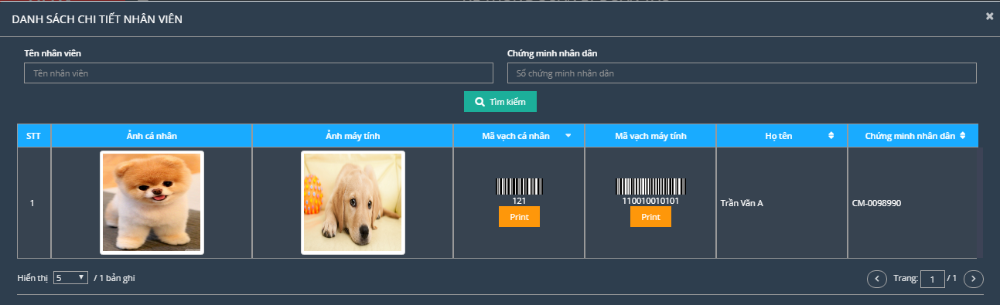 DANH SÁCH CHI TIẾT NHÂN VIÊN
Tên nhân viên
Chứng minh nhân dân
Tên nhân viên
Số chứng minh nhân dân
Tìm kiếm
STT Ảnh cá nhân Ảnh máy tính Mã vạch cá nhân Mã vạch máy tính Họ tên Chứng minh nhân dân
1 121 110010010101 Trần Văn A CM-0098990
Print Print
Hiển thị 5 / 1 bản ghi Trang: 1 / 1